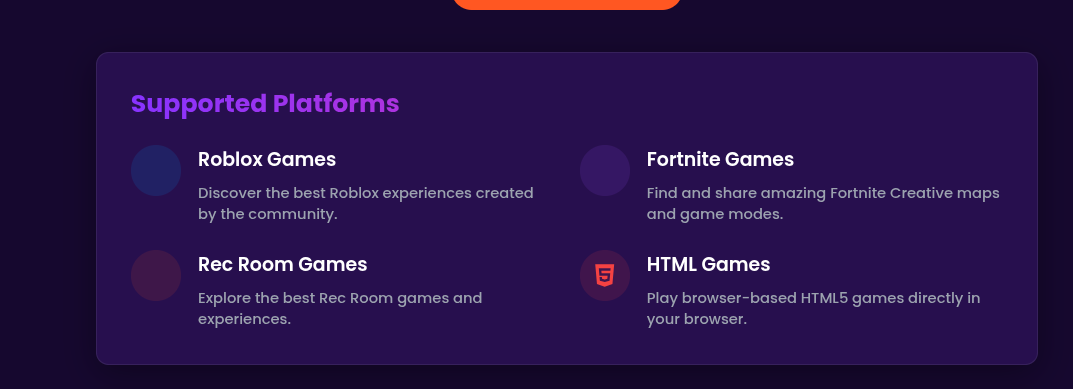 Supported Platforms
Roblox Games
Discover the best Roblox experiences created
by the community.
Fortnite Games
Find and share amazing Fortnite Creative maps
and game modes.
Rec Room Games
Explore the best Rec Room games and
experiences.
5
HTML Games
Play browser-based HTML5 games directly in
your browser.